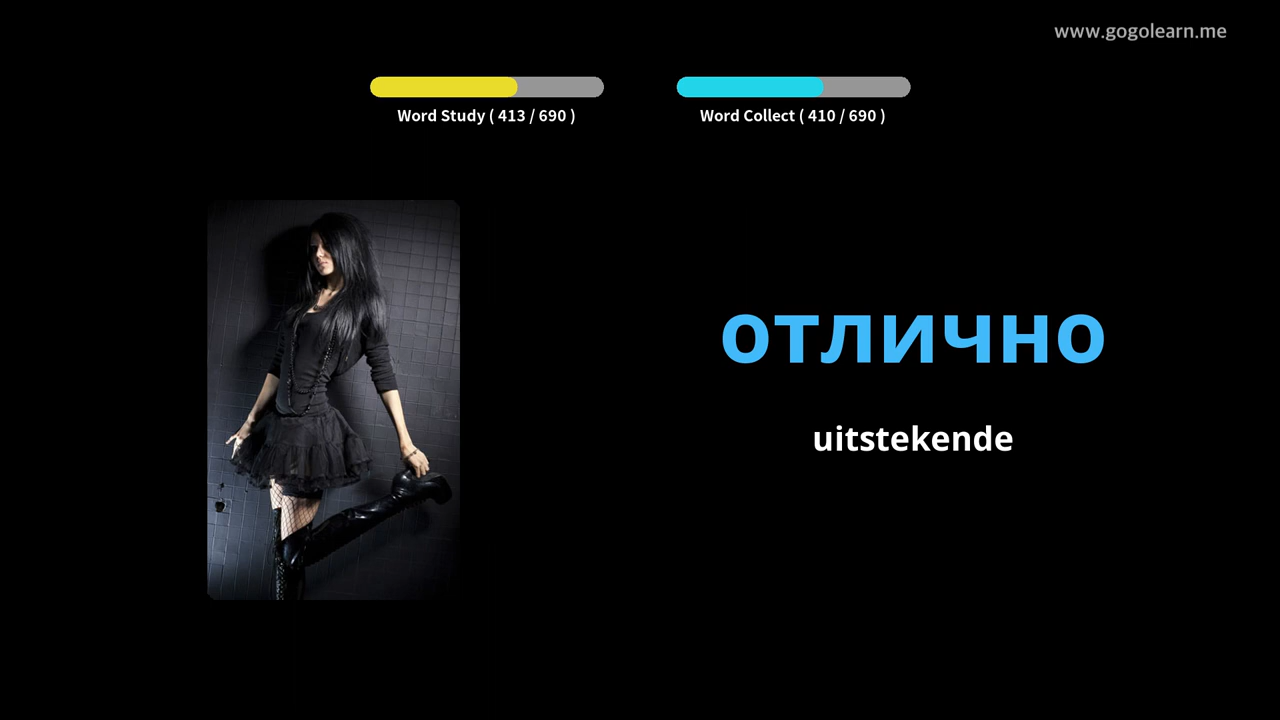 www.gogolearn.me
Word Study ( 413 / 690 )
Word Collect ( 410 / 690 )
отлично
uitstekende